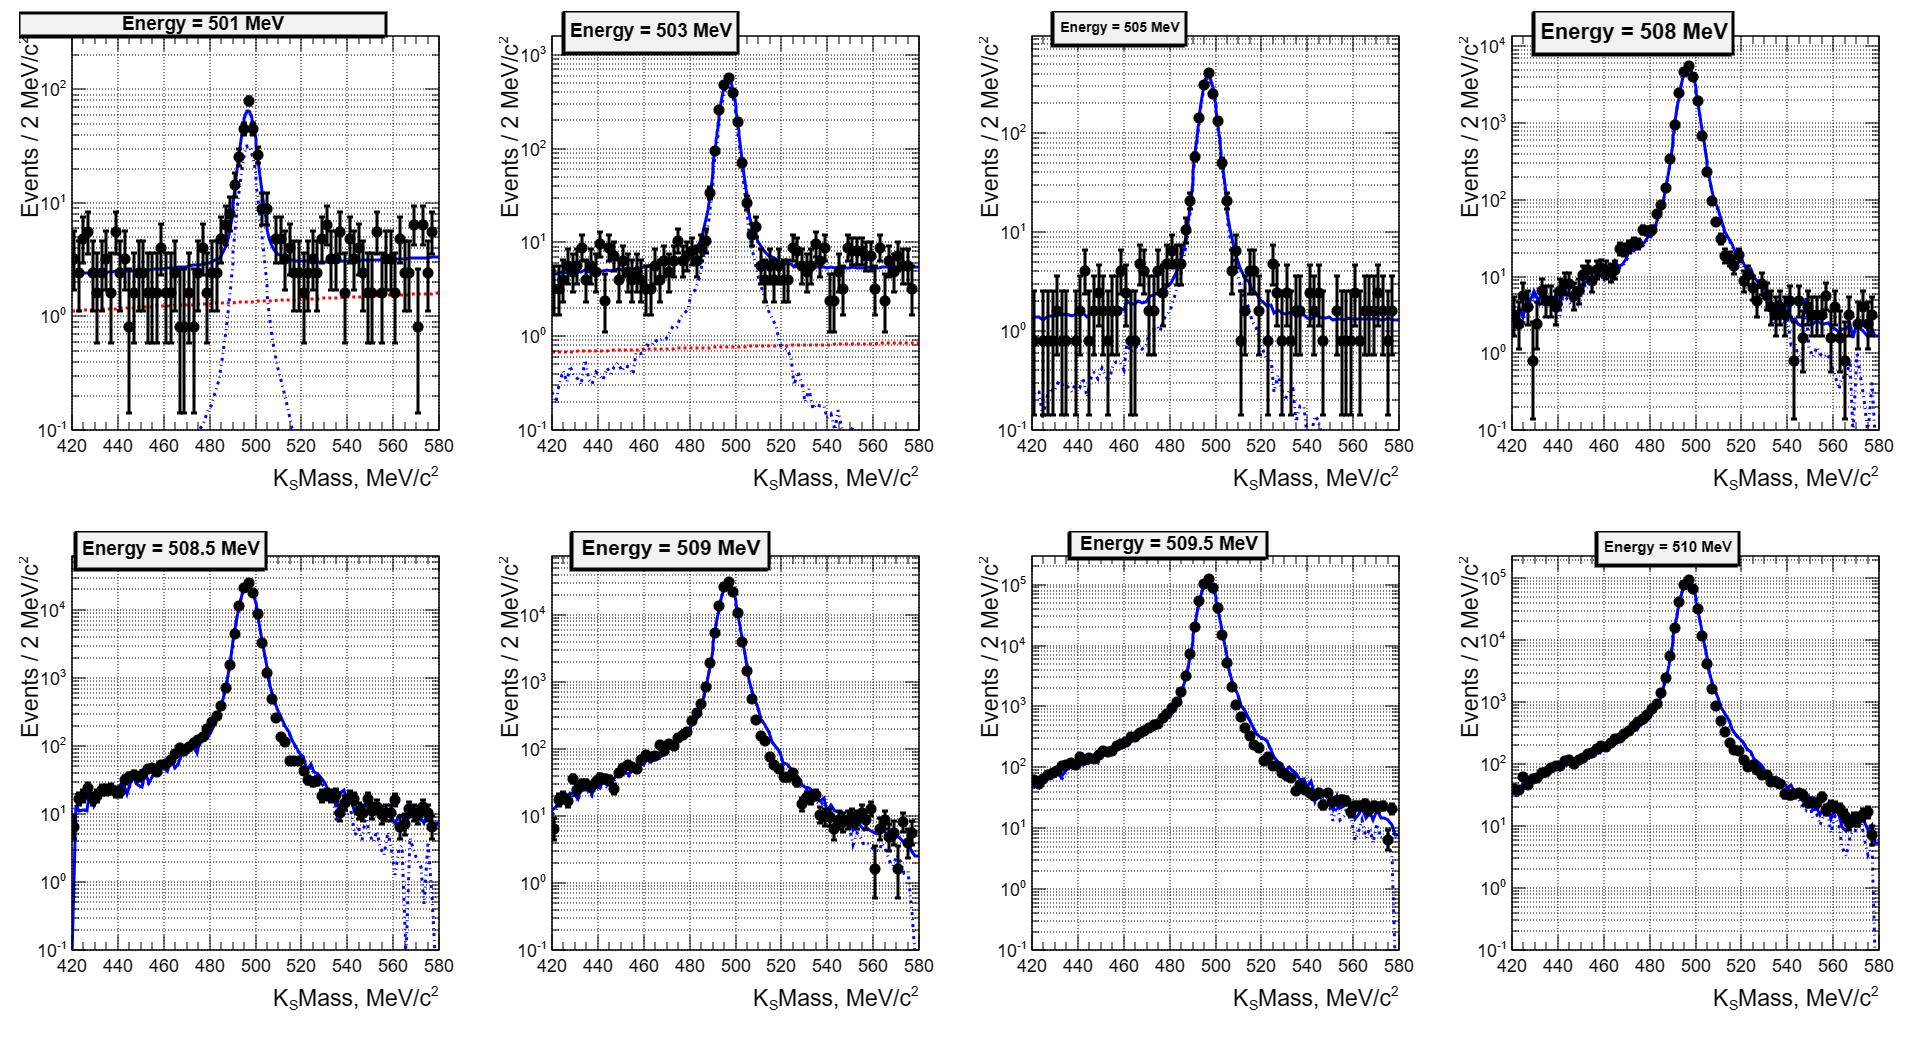 Energy = 501 MeV
Events / 2 MeV/c²
10²
10
10⁰
10⁻¹
420 440 460 480 500 520 540 560 580
K_SMass, MeV/c²
Energy = 503 MeV
Events / 2 MeV/c²
10³
10²
10¹
10⁰
10⁻¹
420 440 460 480 500 520 540 560 580
K_SMass, MeV/c²
Energy = 505 MeV
Events / 2 MeV/c²
10²
10¹
10⁰
10⁻¹
420 440 460 480 500 520 540 560 580
K_SMass, MeV/c²
Energy = 508 MeV
Events / 2 MeV/c²
10⁴
10³
10²
10¹
10⁰
10⁻¹
420 440 460 480 500 520 540 560 580
K_SMass, MeV/c²
Energy = 508.5 MeV
Events / 2 MeV/c²
10⁴
10³
10²
10¹
10⁰
10⁻¹
420 440 460 480 500 520 540 560 580
K_SMass, MeV/c²
Energy = 509 MeV
Events / 2 MeV/c²
10⁴
10³
10²
10¹
10⁰
10⁻¹
420 440 460 480 500 520 540 560 580
K_SMass, MeV/c²
Energy = 509.5 MeV
Events / 2 MeV/c²
10⁵
10⁴
10³
10²
10¹
10⁰
10⁻¹
420 440 460 480 500 520 540 560 580
K_SMass, MeV/c²
Energy = 510 MeV
Events / 2 MeV/c²
10⁵
10⁴
10³
10²
10¹
10⁰
10⁻¹
420 440 460 480 500 520 540 560 580
K_SMass, MeV/c²